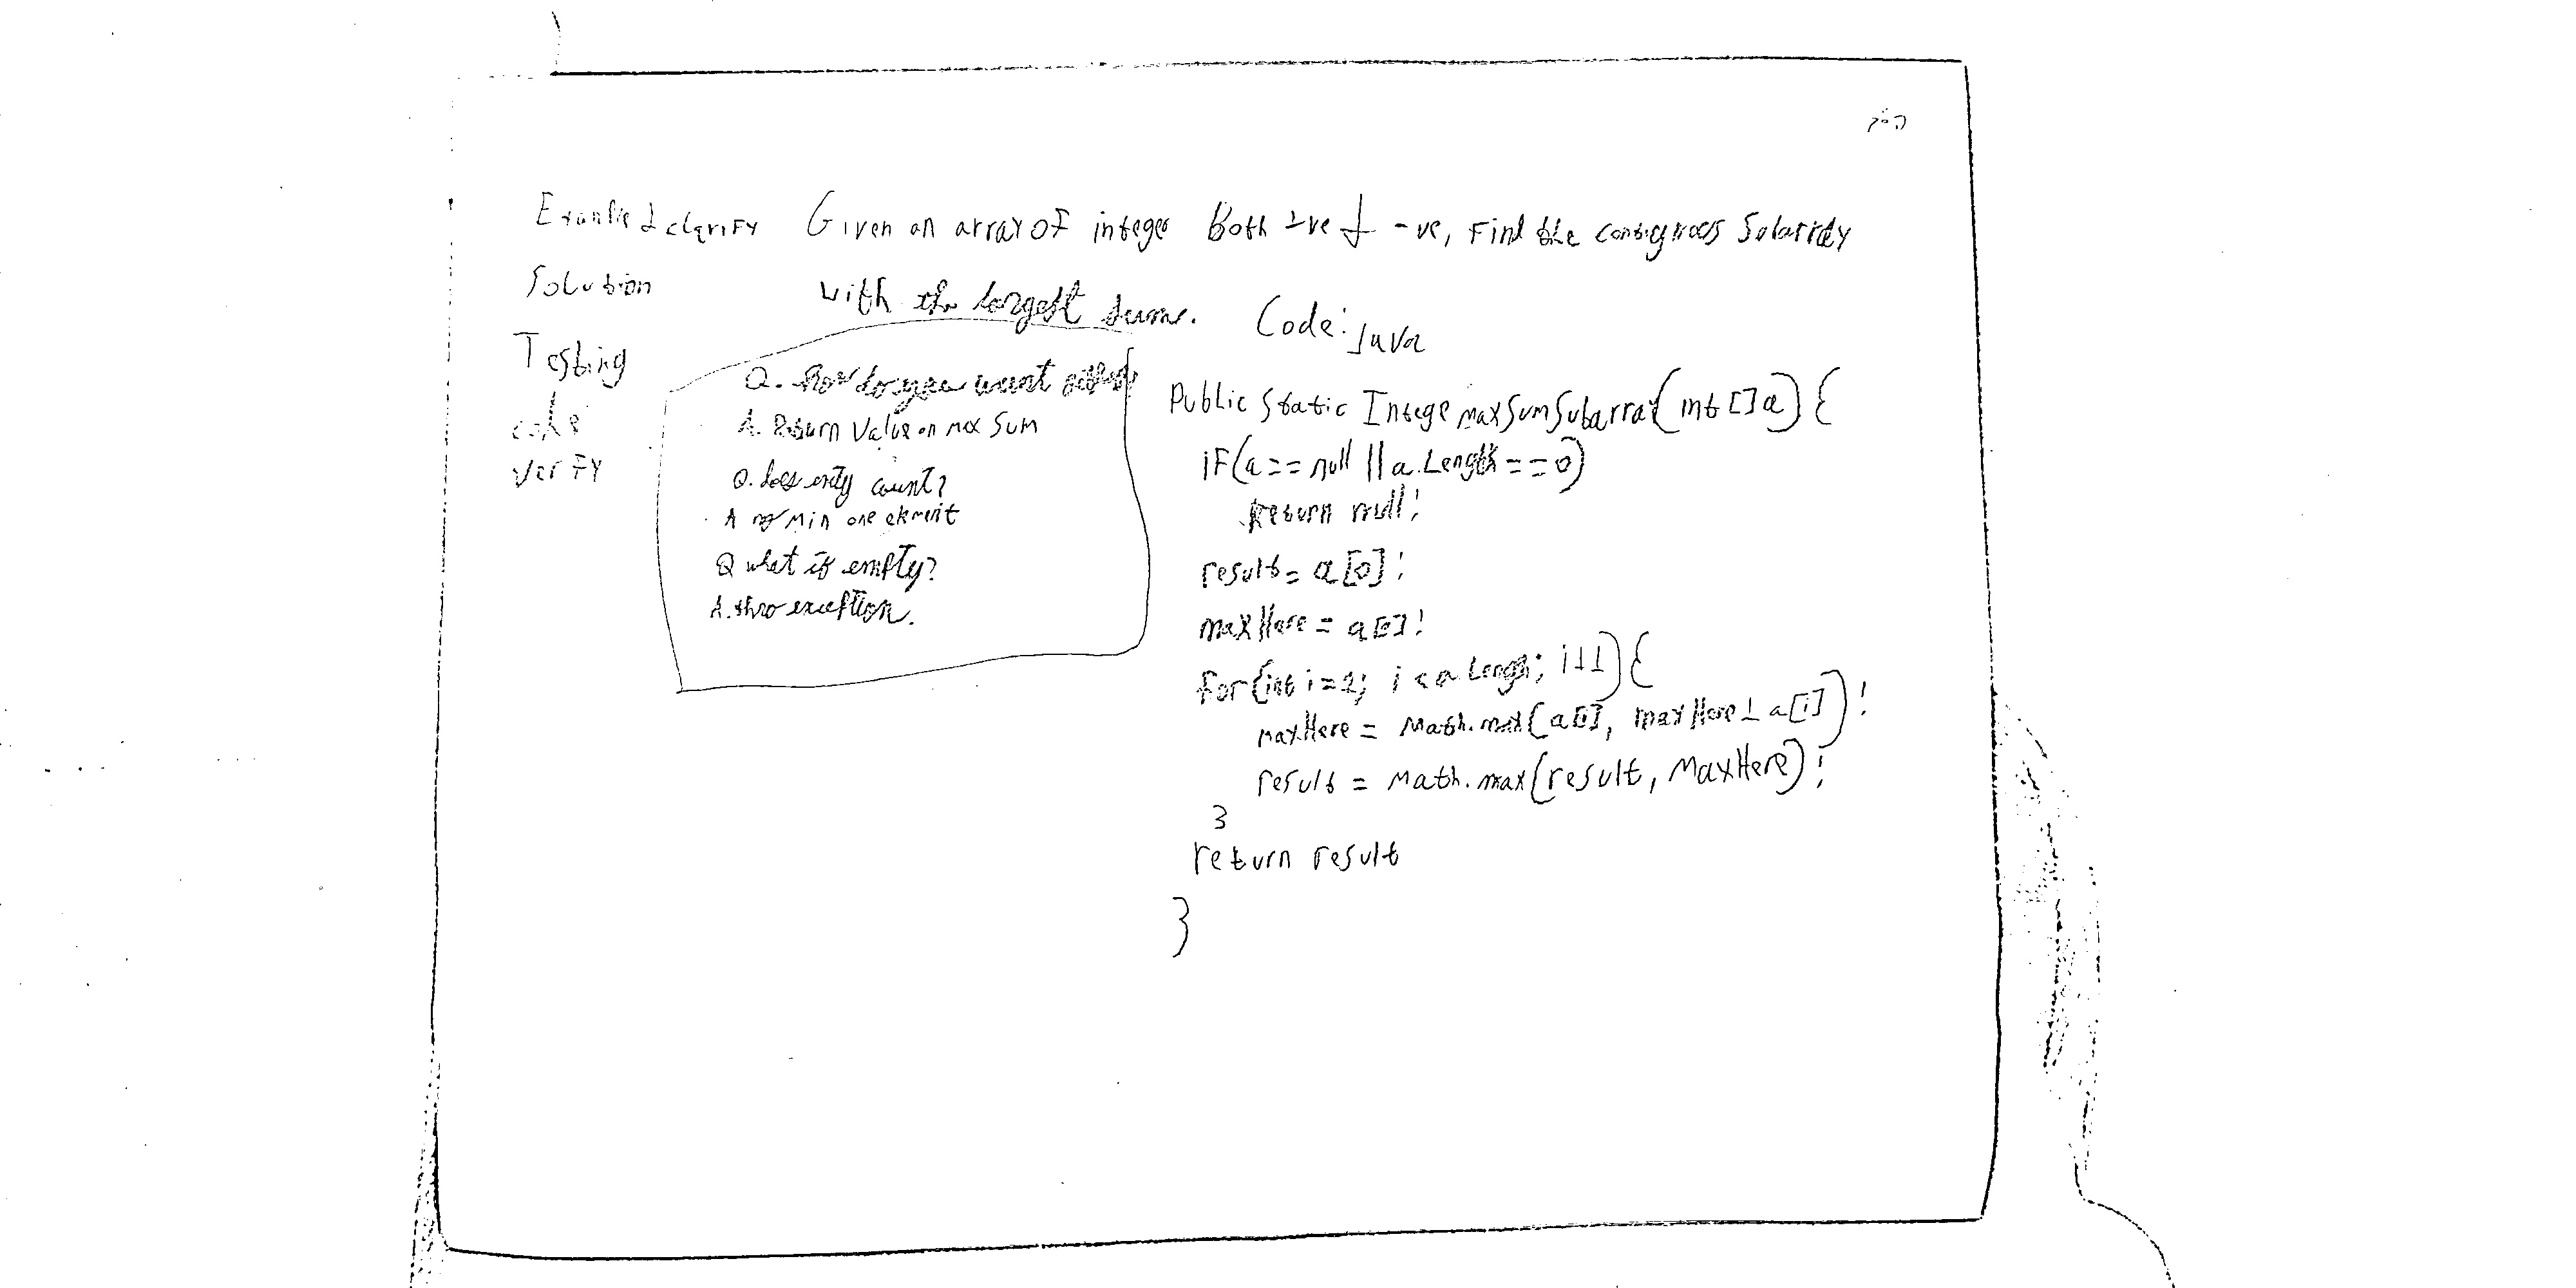 Example & clarify
Solution
Testing
code
verify
Given an array of integer Both +ve & -ve, Find the contiguous Subarray
with the largest sum.
Q. how do you want
A. Return Value on max Sum
Q. does empty count?
A no min one element
Q what if empty?
A. thro exception.
Code: Java
Public Static Intege maxSumSubarray(int []a) {
iF(a == null || a.Length == 0)
Return null;
result = a[0];
maxHere = a[0];
for(int i = 1; i < a.Length; i++) {
maxHere = Math.max(a[i], maxHere + a[i]);
result = Math.max(result, MaxHere);
}
return result
}